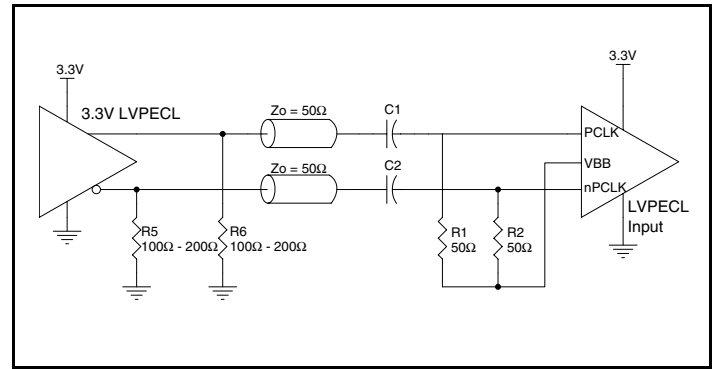 3.3V
3.3V
3.3V LVPECL
Zo = 50Ω
C1
PCLK
Zo = 50Ω
C2
VBB
nPCLK
LVPECL
Input
R5
100Ω - 200Ω
R6
100Ω - 200Ω
R1
50Ω
R2
50Ω